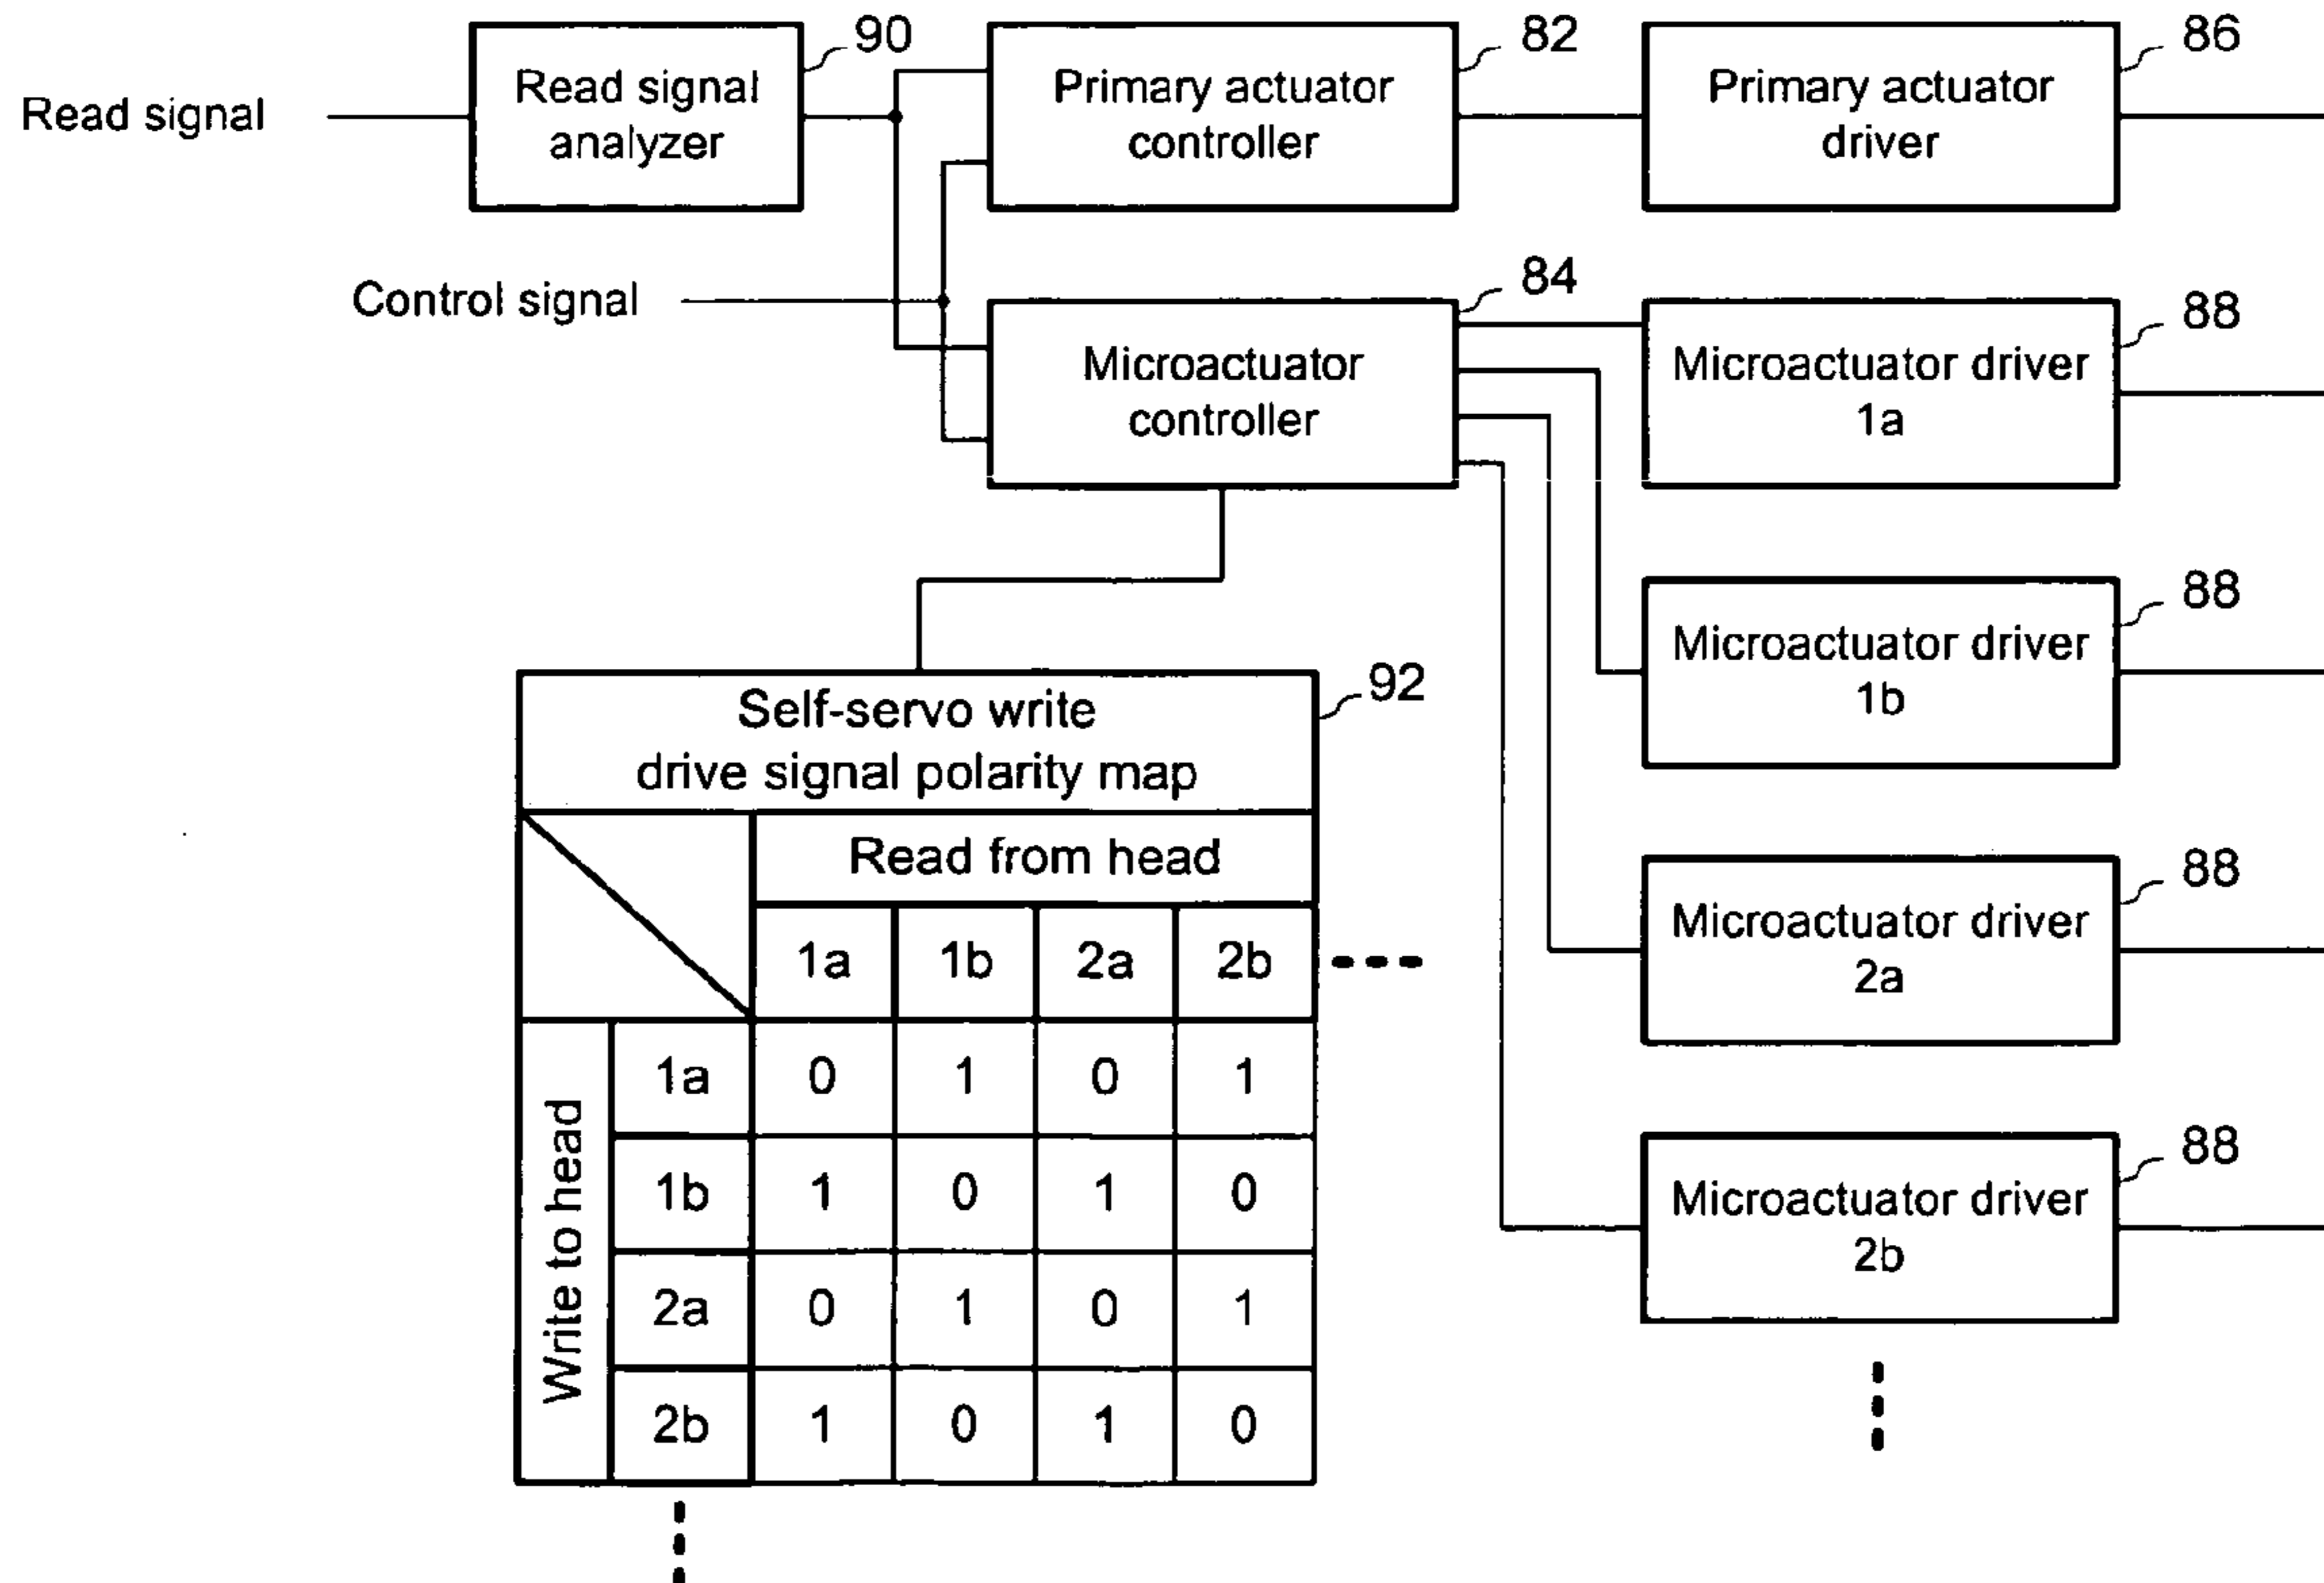 90
82
86
Read signal
Read signal
analyzer
Primary actuator
controller
Primary actuator
driver
Control signal
84
88
Microactuator
controller
Microactuator driver
1a
88
Microactuator driver
1b
92
Self-servo write
drive signal polarity map
Read from head
1a 1b 2a 2b
88
Microactuator driver
2a
Write to head
1a 0 1 0 1
1b 1 0 1 0
2a 0 1 0 1
2b 1 0 1 0
88
Microactuator driver
2b